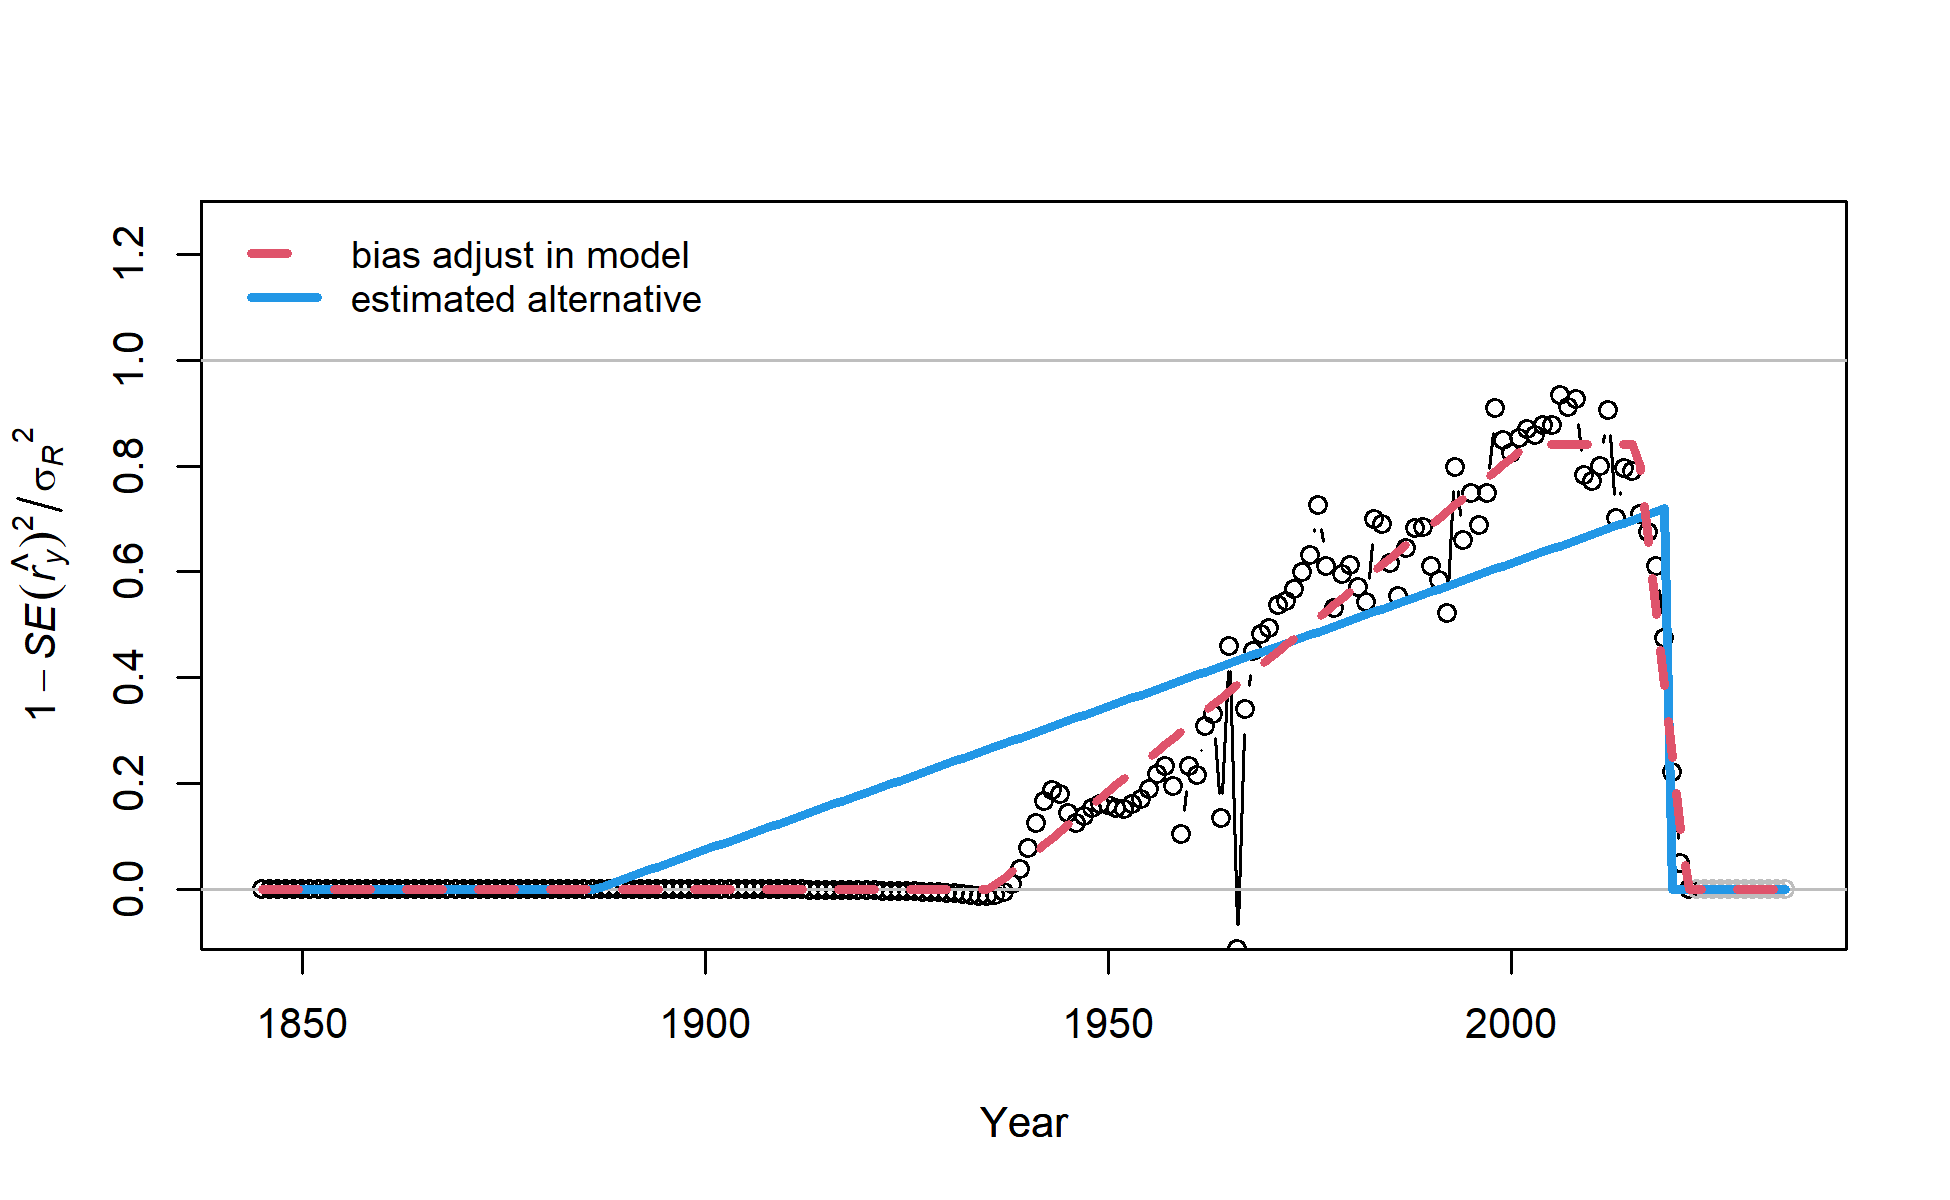 bias adjust in model
estimated alternative
1 − SE(r̂y)² / σR²
1.2
1.0
0.8
0.6
0.4
0.2
0.0
1850 1900 1950 2000
Year